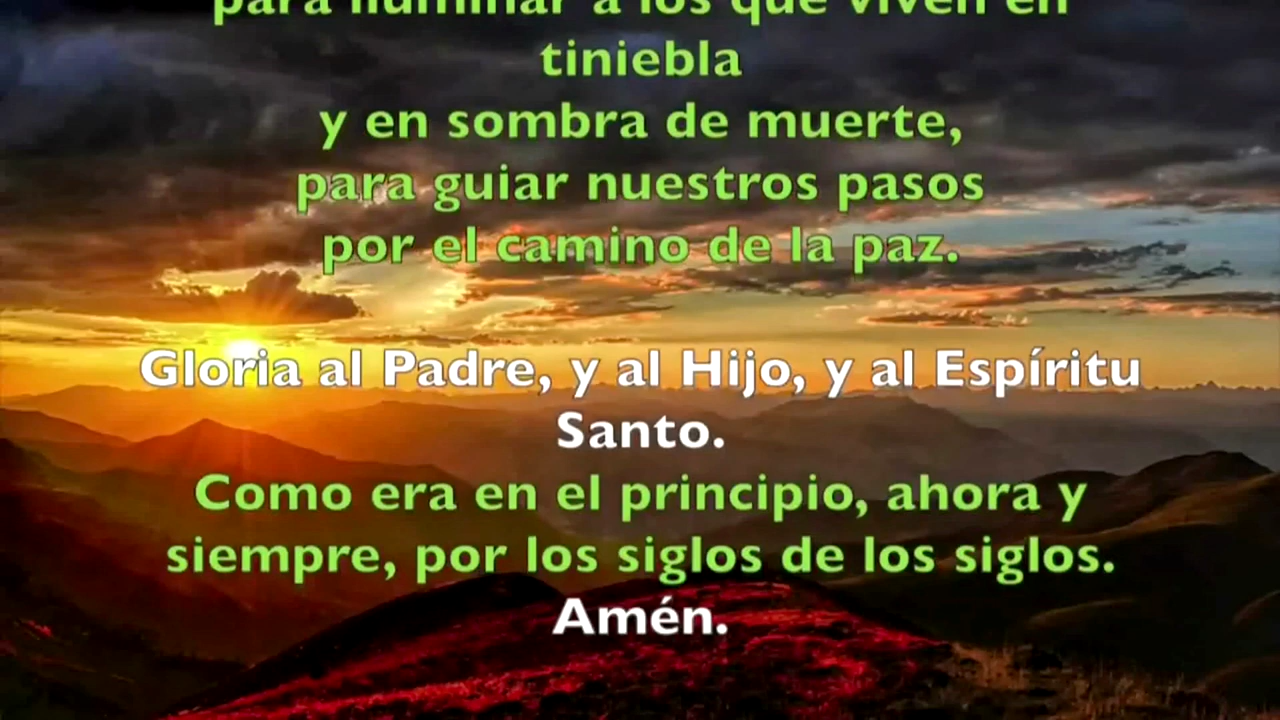 para iluminar a los que viven en
tiniebla
y en sombra de muerte,
para guiar nuestros pasos
por el camino de la paz.
Gloria al Padre, y al Hijo, y al Espíritu
Santo.
Como era en el principio, ahora y
siempre, por los siglos de los siglos.
Amén.